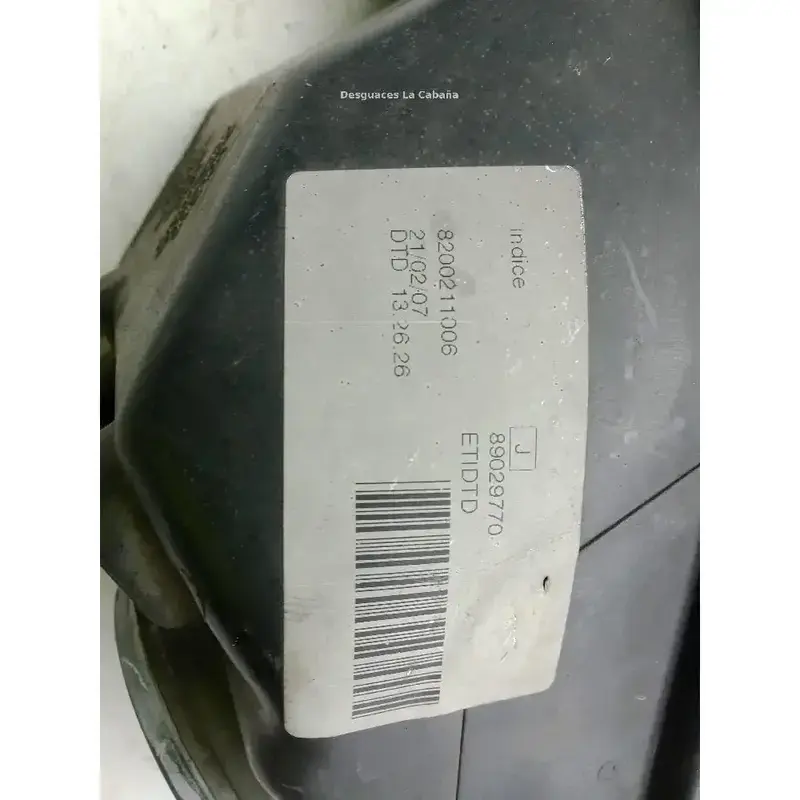 Desguaces La Cabaña
indice
J
89029770
ETIDTD
8200211006
21/02/07
DTD 13.26.26